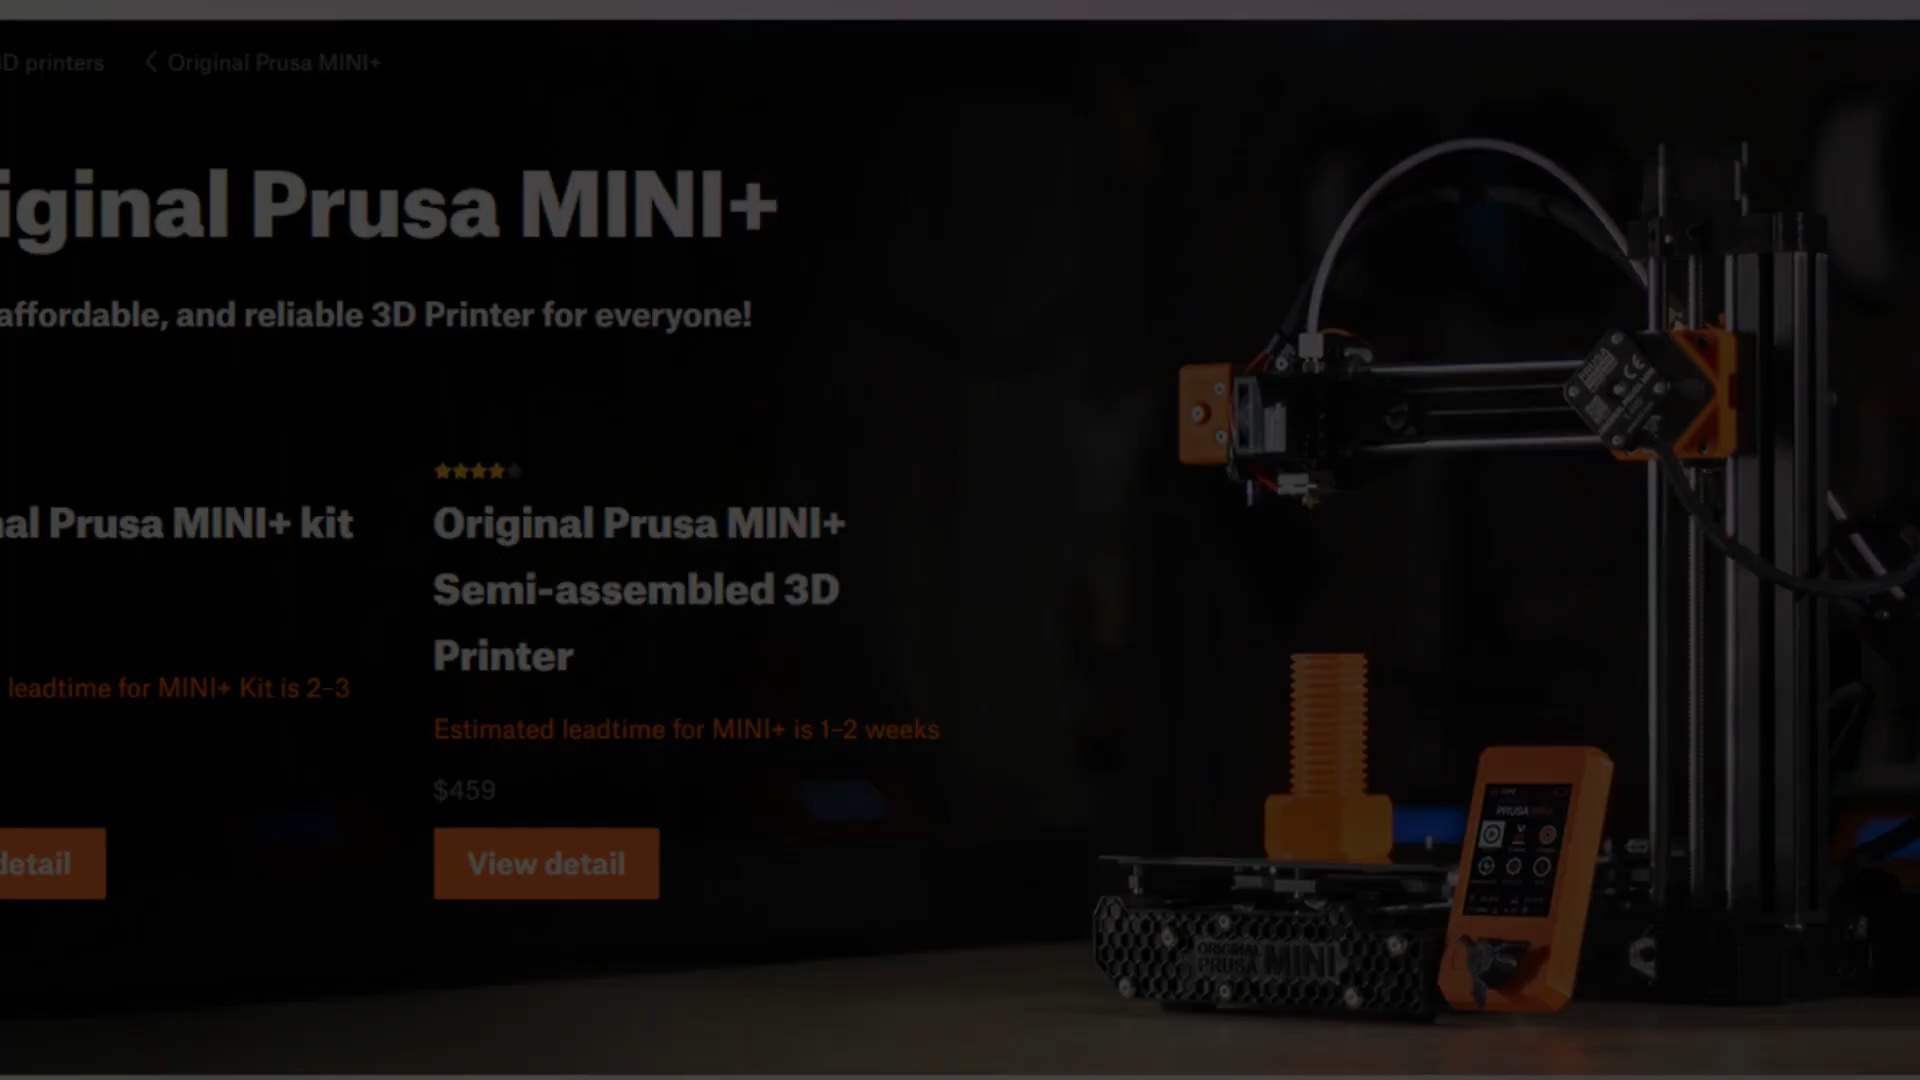 3D printers
Original Prusa MINI+
iginal Prusa MINI+
affordable, and reliable 3D Printer for everyone!
al Prusa MINI+ kit
leadtime for MINI+ Kit is 2–3
detail
Original Prusa MINI+
Semi-assembled 3D
Printer
Estimated leadtime for MINI+ is 1–2 weeks
$459
View detail
PRUSA
ORIGINAL
PRUSA MINI